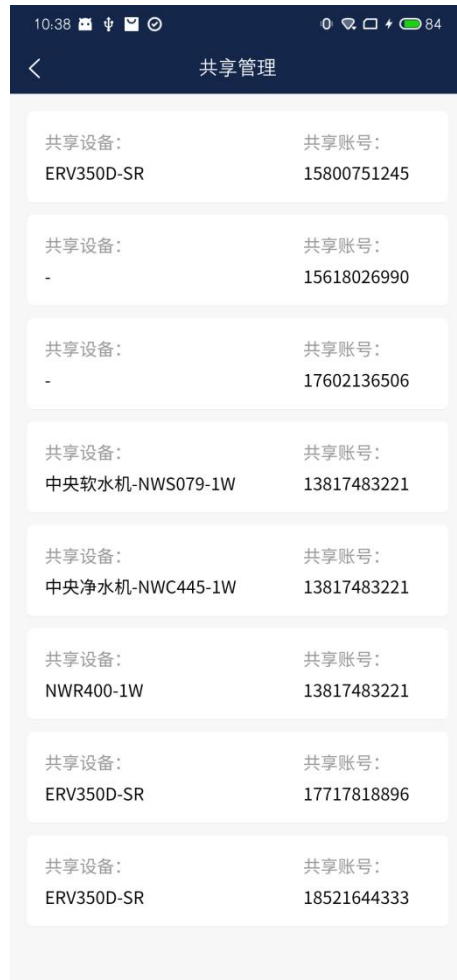 10:38 84
共享管理
共享设备: 共享账号:
ERV350D-SR 15800751245
共享设备: 共享账号:
- 15618026990
共享设备: 共享账号:
- 17602136506
共享设备: 共享账号:
中央软水机-NWS079-1W 13817483221
共享设备: 共享账号:
中央净水机-NWC445-1W 13817483221
共享设备: 共享账号:
NWR400-1W 13817483221
共享设备: 共享账号:
ERV350D-SR 17717818896
共享设备: 共享账号:
ERV350D-SR 18521644333